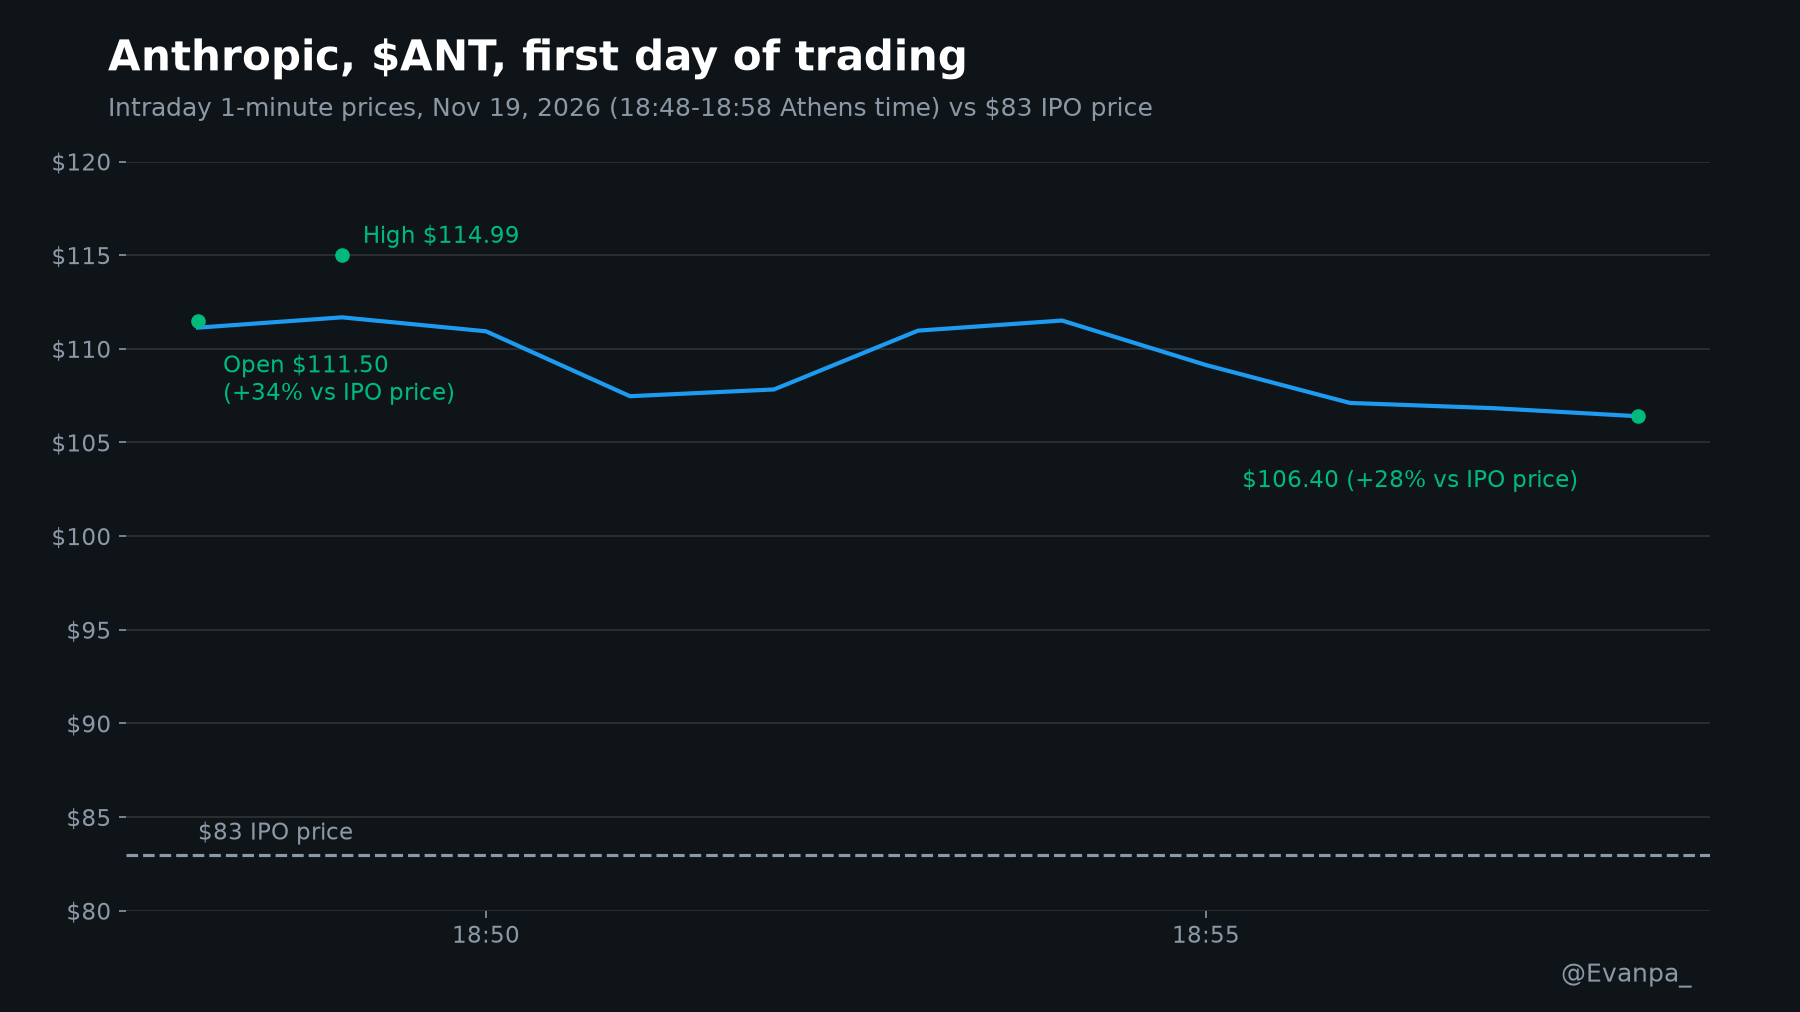 Anthropic, $ANT, first day of trading
Intraday 1-minute prices, Nov 19, 2026 (18:48-18:58 Athens time) vs $83 IPO price
$120
High $114.99
$115
$110
Open $111.50
(+34% vs IPO price)
$105
$106.40 (+28% vs IPO price)
$100
$95
$90
$85
$83 IPO price
$80
18:50
18:55
@Evanpa_